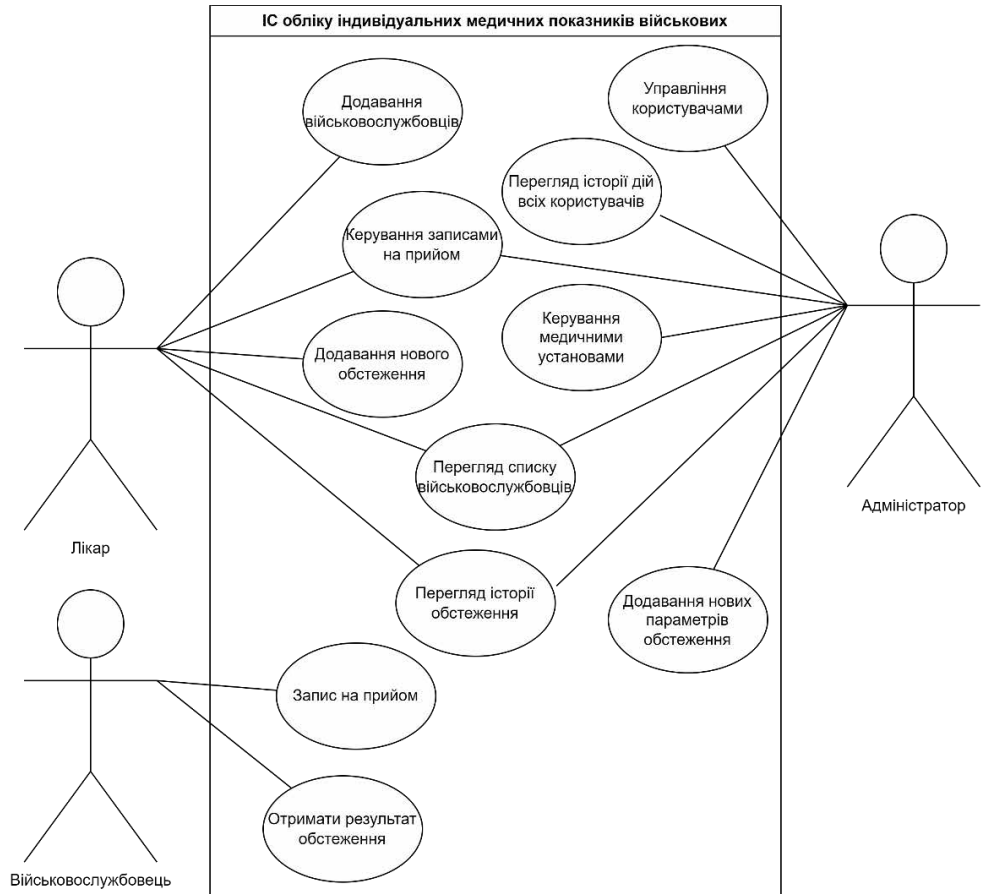 ІС обліку індивідуальних медичних показників військових
Додавання
військовослужбовців
Управління
користувачами
Перегляд історії дій
всіх користувачів
Керування записами
на прийом
Керування
медичними
установами
Додавання нового
обстеження
Перегляд списку
військовослужбовців
Адміністратор
Лікар
Перегляд історії
обстеження
Додавання нових
параметрів
обстеження
Запис на прийом
Отримати результат
обстеження
Військовослужбовець